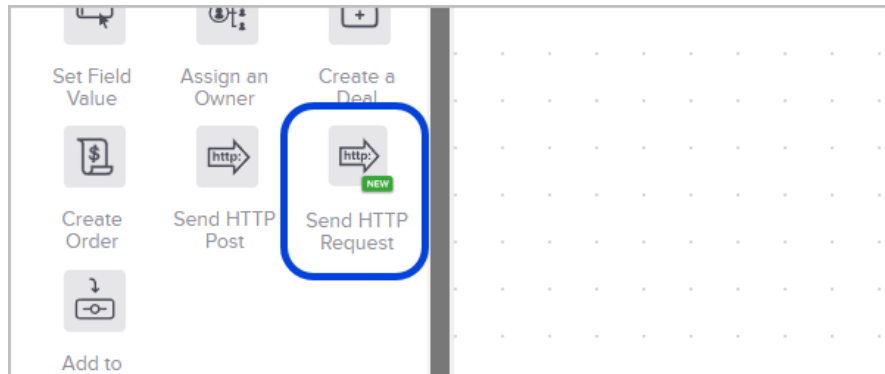 Set Field
Value
Assign an
Owner
Create a
Deal
$
http:
http:
NEW
Create
Order
Send HTTP
Post
Send HTTP
Request
Add to